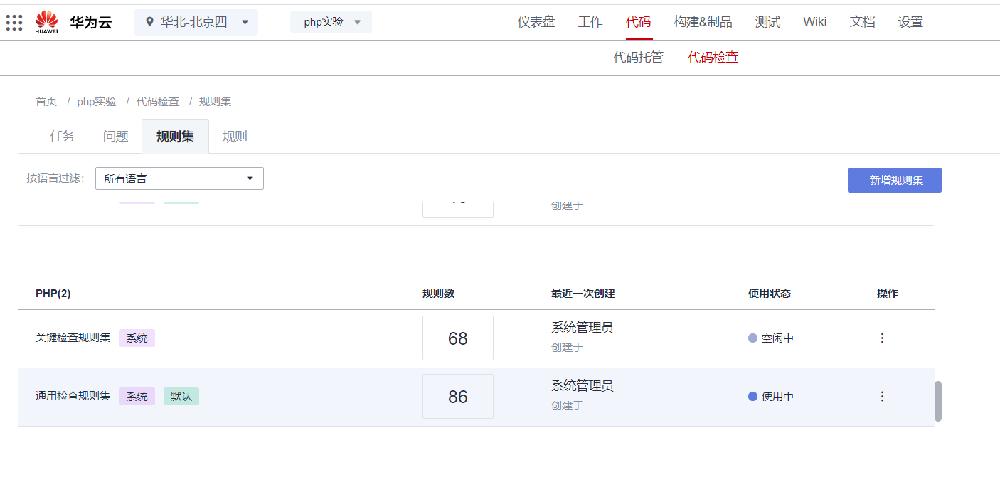 HUAWEI 华为云 华北-北京四 php实验 仪表盘 工作 代码 构建&制品 测试 Wiki 文档 设置
代码托管 代码检查
首页 / php实验 / 代码检查 / 规则集
任务 问题 规则集 规则
按语言过滤: 所有语言 新增规则集
创建于
PHP(2) 规则数 最近一次创建 使用状态 操作
关键检查规则集 系统 68 系统管理员 空闲中
创建于
通用检查规则集 系统 默认 86 系统管理员 使用中
创建于